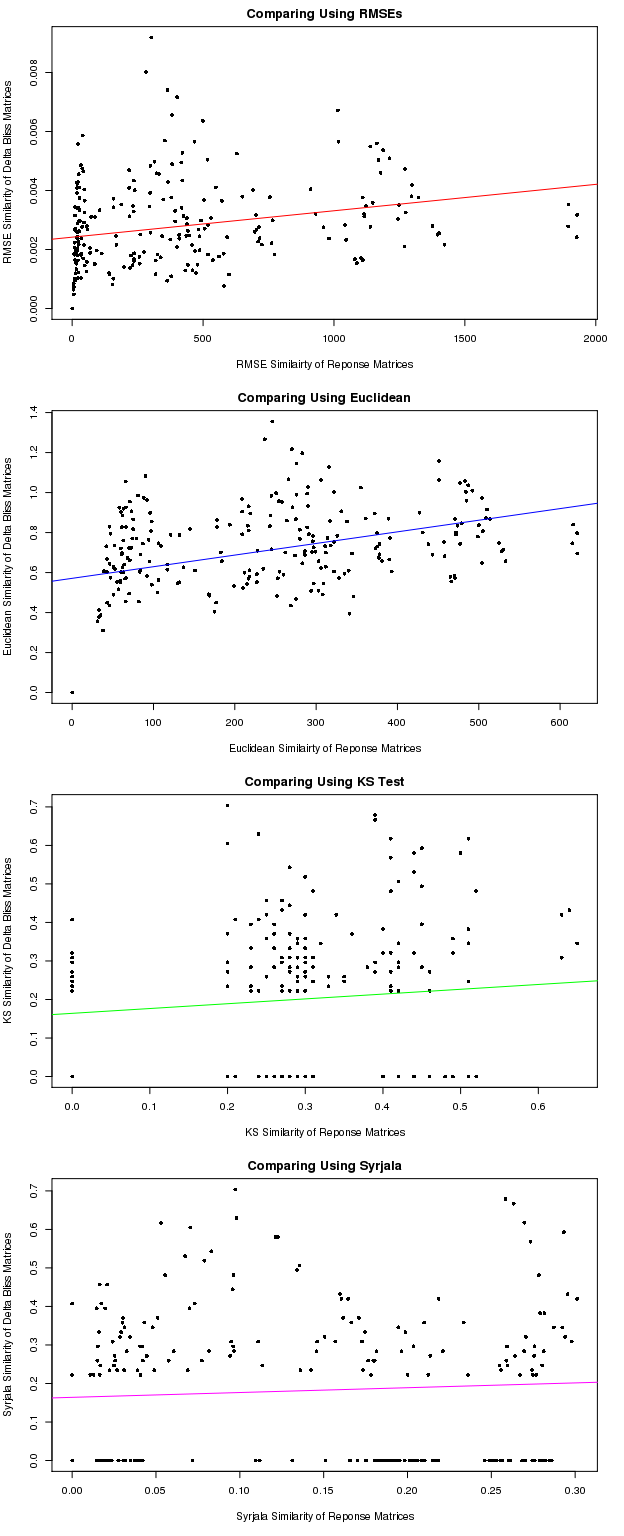 Comparing Using RMSEs
RMSE Similarity of Delta Bliss Matrices
0.008
0.006
0.004
0.002
0.000
0 500 1000 1500 2000
RMSE Similairty of Reponse Matrices
Comparing Using Euclidean
Euclidean Similarity of Delta Bliss Matrices
1.4
1.2
1.0
0.8
0.6
0.4
0.2
0.0
0 100 200 300 400 500 600
Euclidean Similairty of Reponse Matrices
Comparing Using KS Test
KS Similarity of Delta Bliss Matrices
0.7
0.6
0.5
0.4
0.3
0.2
0.1
0.0
0.0 0.1 0.2 0.3 0.4 0.5 0.6
KS Similarity of Reponse Matrices
Comparing Using Syrjala
Syrjala Similarity of Delta Bliss Matrices
0.7
0.6
0.5
0.4
0.3
0.2
0.1
0.0
0.00 0.05 0.10 0.15 0.20 0.25 0.30
Syrjala Similarity of Reponse Matrices